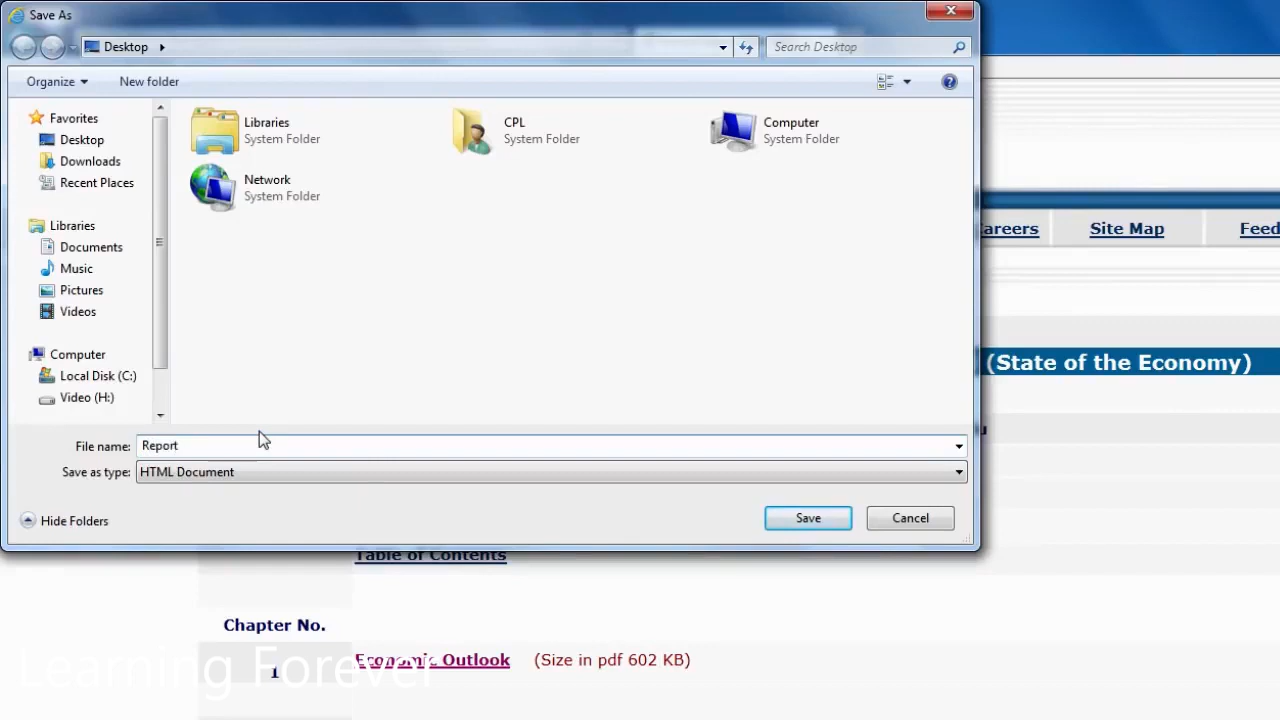 Save As
Desktop
Search Desktop
Organize
New folder
Favorites
Desktop
Downloads
Recent Places
Libraries
Documents
Music
Pictures
Videos
Computer
Local Disk (C:)
Video (H:)
Libraries
System Folder
CPL
System Folder
Computer
System Folder
Network
System Folder
File name: Report
Save as type: HTML Document
Hide Folders
Save
Cancel
areers
Site Map
Feed
(State of the Economy)
u
Table of Contents
Chapter No.
1
Economic Outlook (Size in pdf 602 KB)
Learning Forever